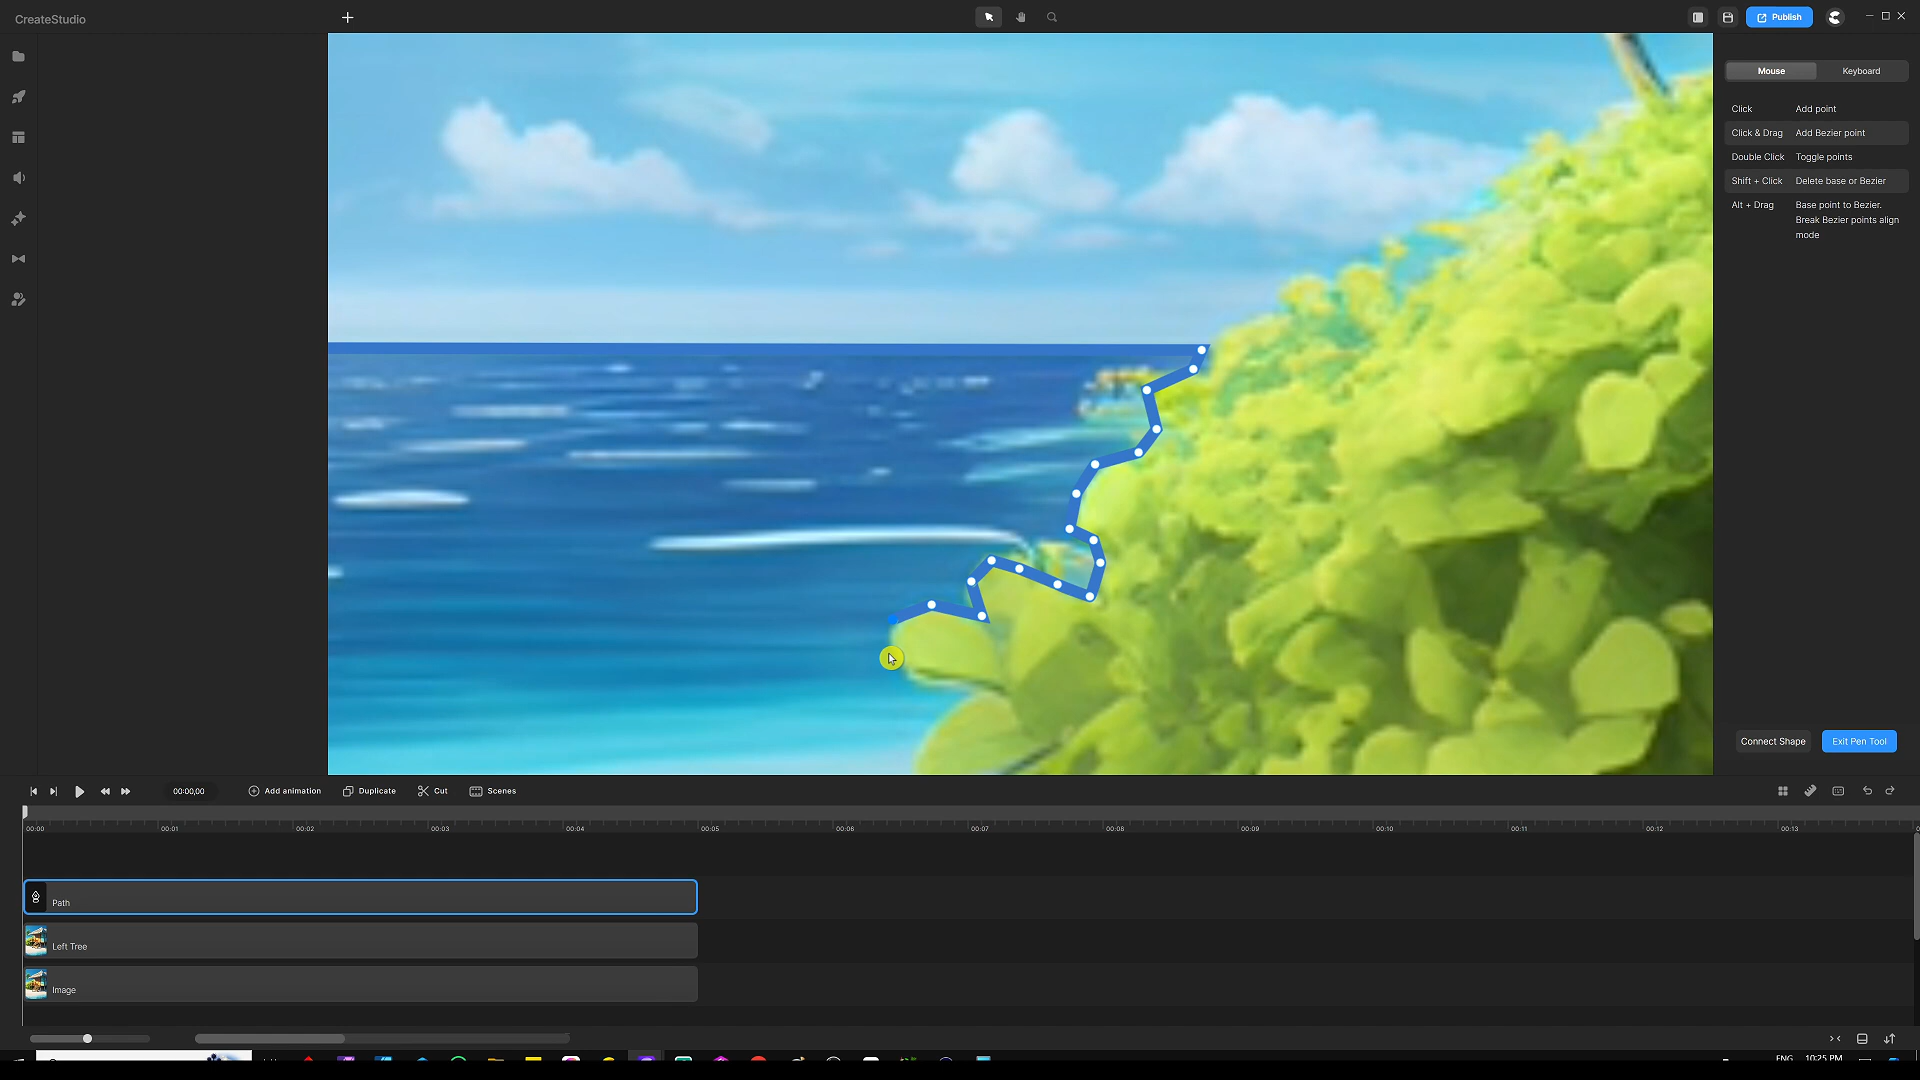 CreateStudio
Publish
Mouse
Keyboard
Click
Add point
Click & Drag
Add Bezier point
Double Click
Toggle points
Shift + Click
Delete base or Bezier
Alt + Drag
Base point to Bezier.
Break Bezier points align
mode
Connect Shape
Exit Pen Tool
00:00,00
Add animation
Duplicate
Cut
Scenes
00:00
00:01
00:02
00:03
00:04
00:05
00:06
00:07
00:08
00:09
00:10
00:11
00:12
00:13
Path
Left Tree
Image
ENG
10:25 PM